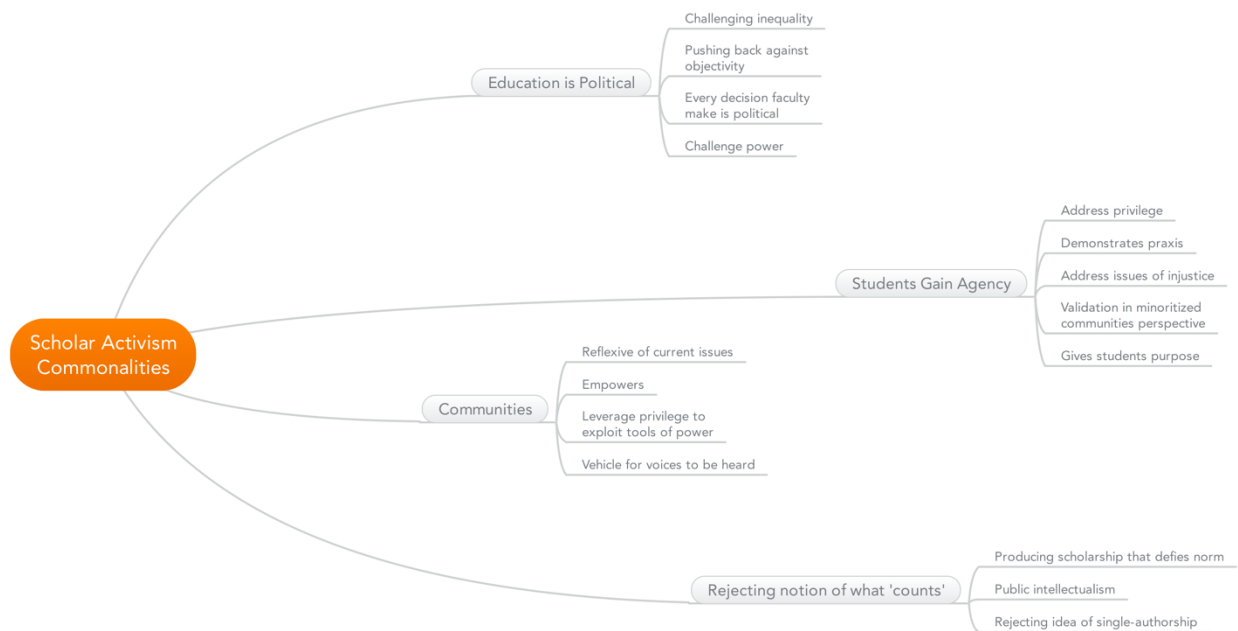 Challenging inequality
Pushing back against
objectivity
Education is Political
Every decision faculty
make is political
Challenge power
Address privilege
Demonstrates praxis
Students Gain Agency
Address issues of injustice
Validation in minoritized
communities perspective
Gives students purpose
Scholar Activism
Commonalities
Reflexive of current issues
Empowers
Communities
Leverage privilege to
exploit tools of power
Vehicle for voices to be heard
Producing scholarship that defies norm
Rejecting notion of what 'counts'
Public intellectualism
Rejecting idea of single-authorship